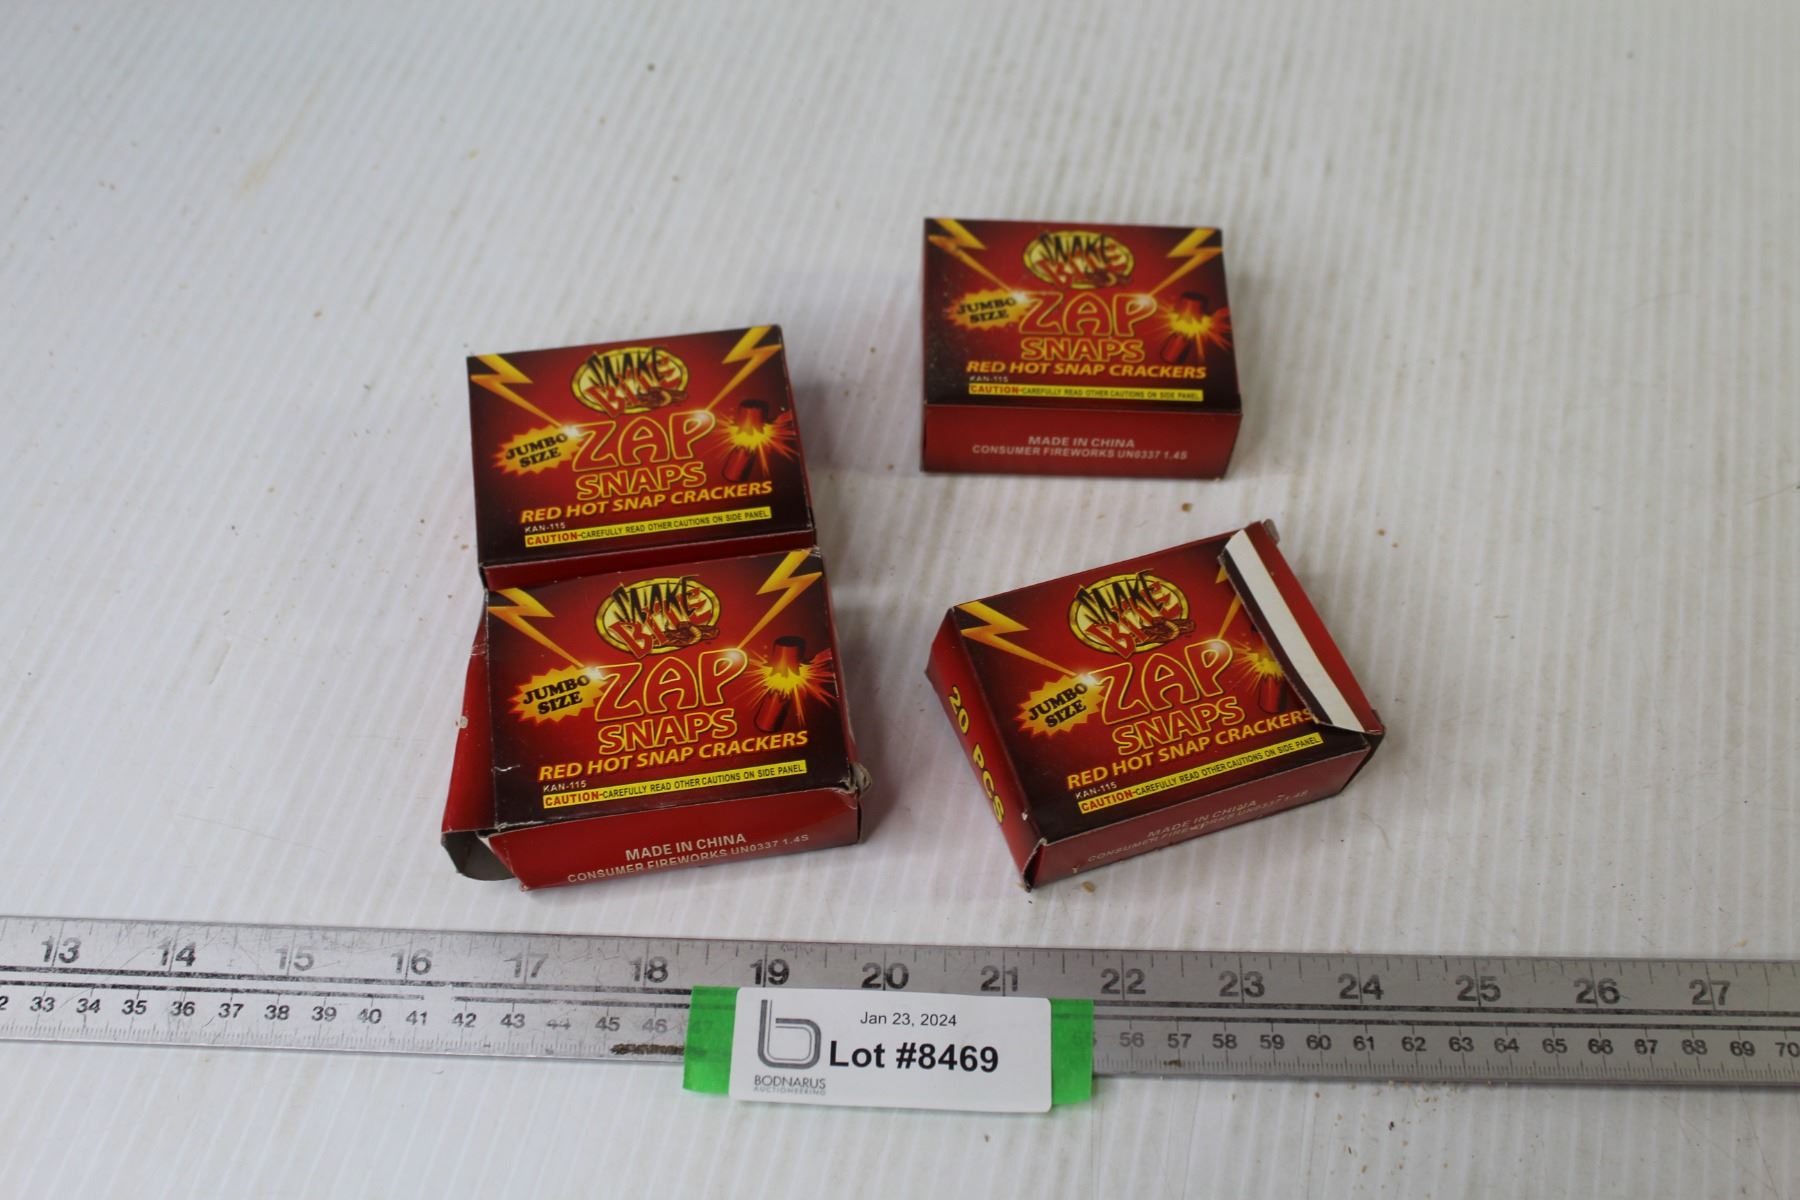 SNAKE
BITE
JUMBO
SIZE
ZAP
SNAPS
RED HOT SNAP CRACKERS
KAN-115
CAUTION-CAREFULLY READ OTHER CAUTIONS ON SIDE PANEL.
SNAKE
BITE
JUMBO
SIZE
ZAP
SNAPS
RED HOT SNAP CRACKERS
KAN-115
CAUTION-CAREFULLY READ OTHER CAUTIONS ON SIDE PANEL.
MADE IN CHINA
CONSUMER FIREWORKS UN0337 1.4S
SNAKE
BITE
JUMBO
SIZE
ZAP
SNAPS
RED HOT SNAP CRACKERS
KAN-115
CAUTION-CAREFULLY READ OTHER CAUTIONS ON SIDE PANEL.
MADE IN CHINA
CONSUMER FIREWORKS UN0337 1.4S
SNAKE
BITE
JUMBO
SIZE
ZAP
SNAPS
RED HOT SNAP CRACKERS
KAN-115
CAUTION-CAREFULLY READ OTHER CAUTIONS ON SIDE PANEL.
20 PCS
MADE IN CHINA
CONSUMER FIREWORKS UN0337 1.4S
13 14 15 16 17 18 19 20 21 22 23 24 25 26 27
33 34 35 36 37 38 39 40 41 42 43 44 45 46 47 56 57 58 59 60 61 62 63 64 65 66 67 68 69 70
Jan 23, 2024
Lot #8469
BODNARUS
AUCTIONEERING